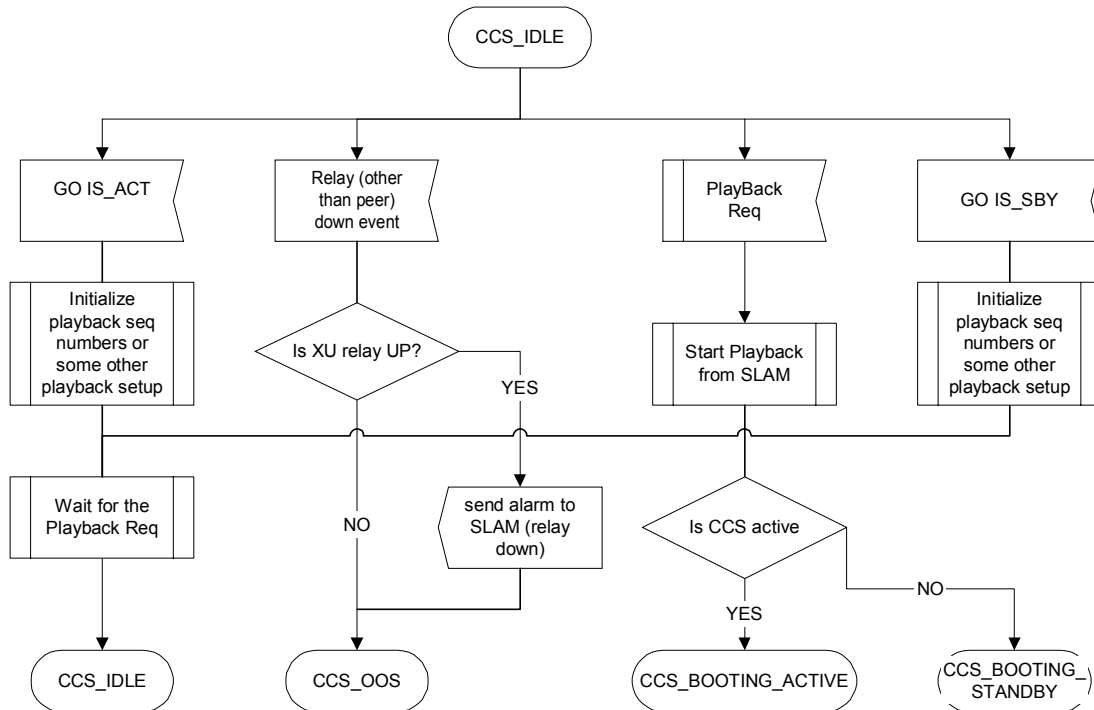 CCS_IDLE
GO IS_ACT
Relay (other
than peer)
down event
PlayBack
Req
GO IS_SBY
Initialize
playback seq
numbers or
some other
playback setup
Is XU relay UP?
Start Playback
from SLAM
Initialize
playback seq
numbers or
some other
playback setup
YES
Wait for the
Playback Req
NO
send alarm to
SLAM (relay
down)
Is CCS active
NO
YES
CCS_IDLE
CCS_OOS
CCS_BOOTING_ACTIVE
CCS_BOOTING_
STANDBY